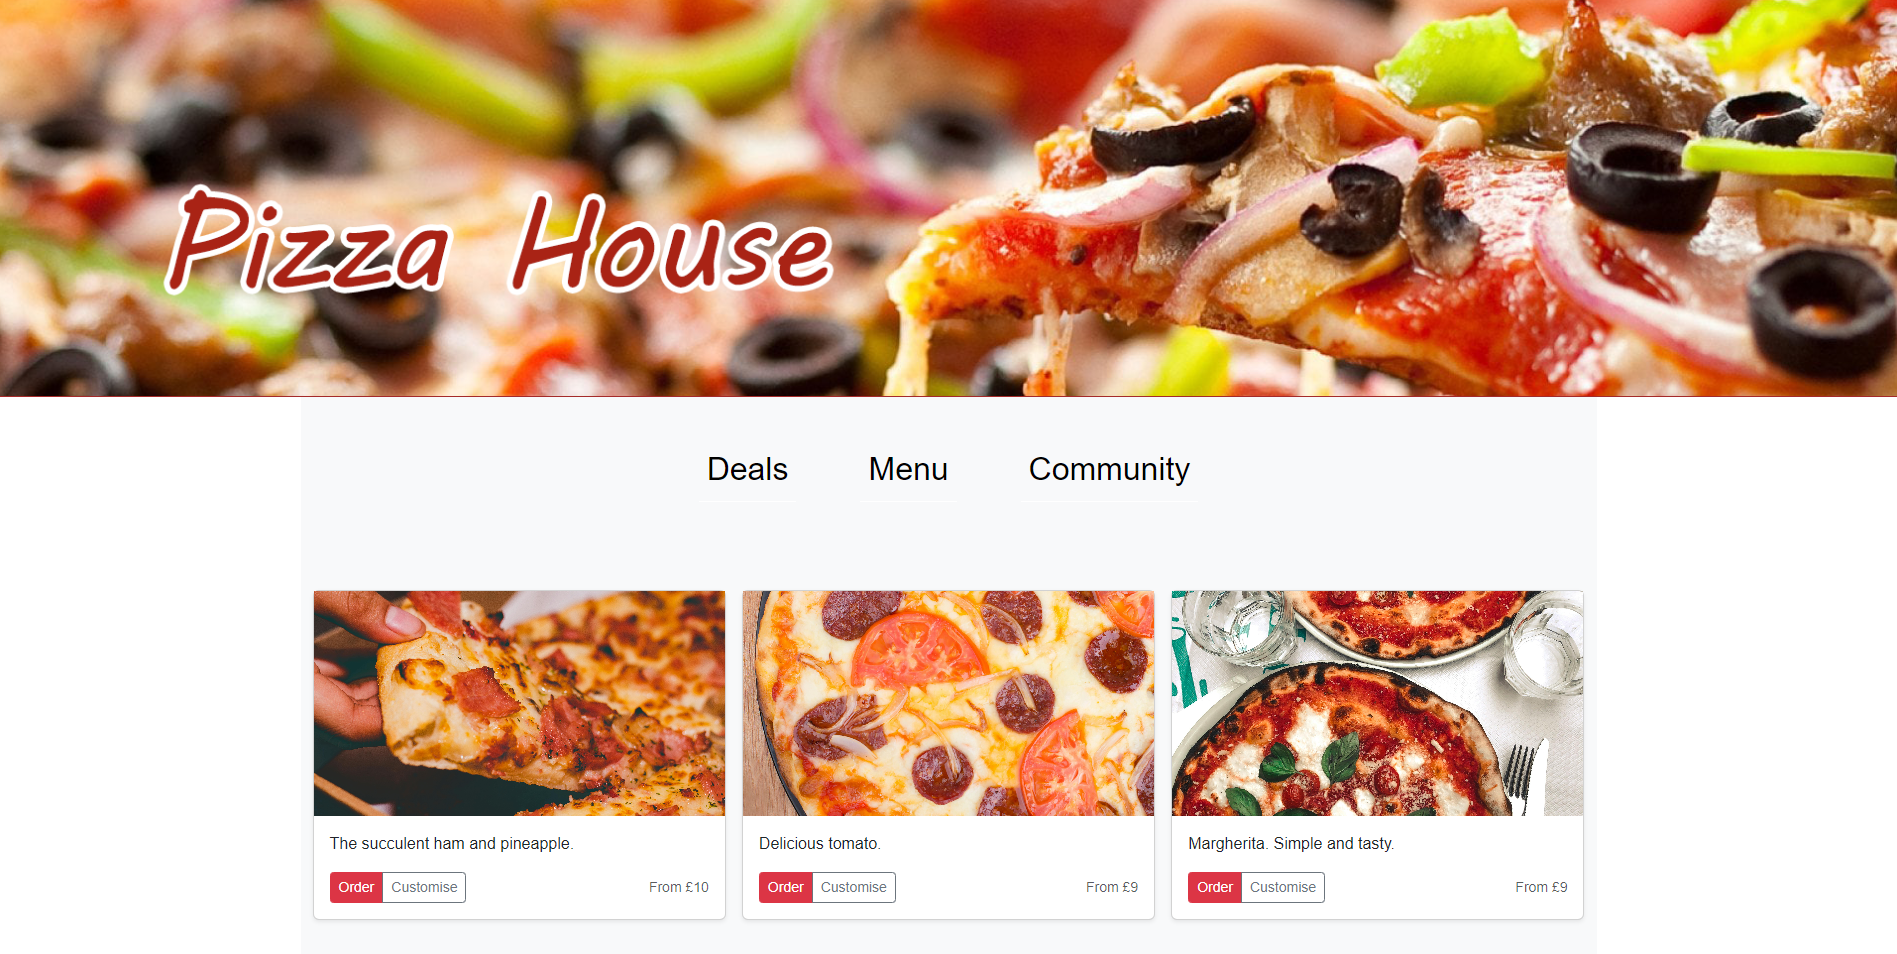 Pizza House
Deals Menu Community
The succulent ham and pineapple.
Order Customise From £10
Delicious tomato.
Order Customise From £9
Margherita. Simple and tasty.
Order Customise From £9